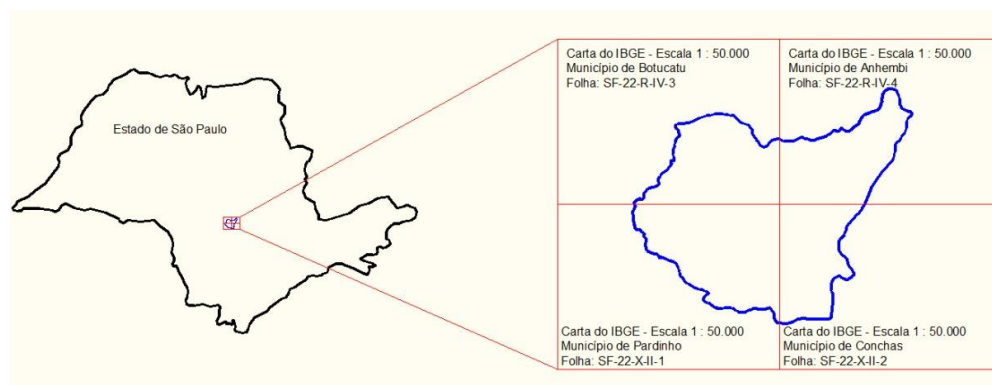 Estado de São Paulo
Carta do IBGE - Escala 1 : 50.000
Município de Botucatu
Folha: SF-22-R-IV-3
Carta do IBGE - Escala 1 : 50.000
Município de Anhembi
Folha: SF-22-R-IV-4
Carta do IBGE - Escala 1 : 50.000
Município de Pardinho
Folha: SF-22-X-II-1
Carta do IBGE - Escala 1 : 50.000
Município de Conchas
Folha: SF-22-X-II-2